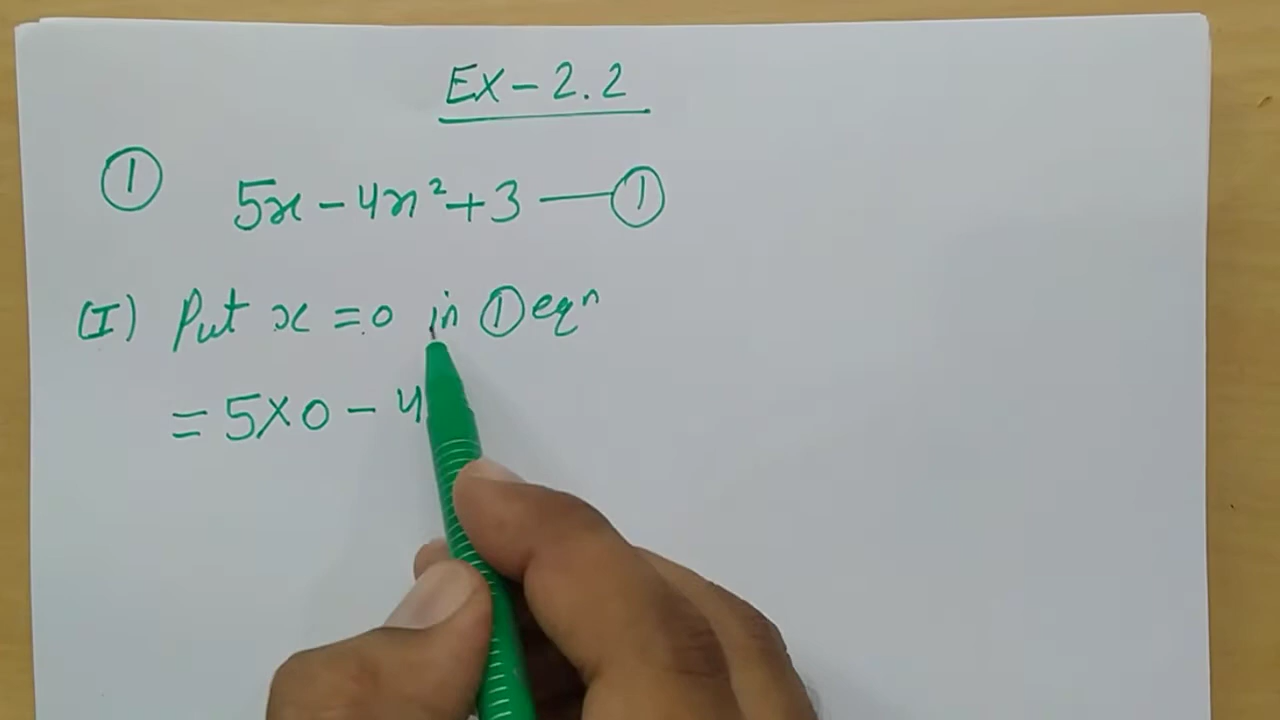 EX-2.2
① 5x - 4x² + 3 — ①
(I) Put x = 0 in ① eqⁿ
= 5×0 - 4